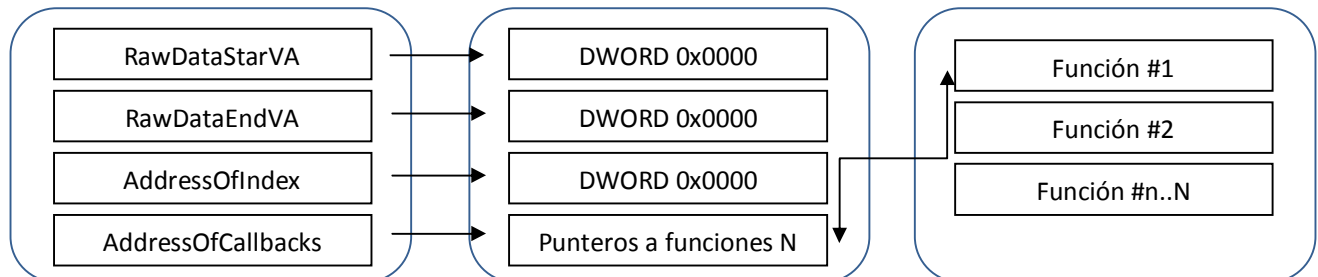 RawDataStarVA
RawDataEndVA
AddressOfIndex
AddressOfCallbacks
DWORD 0x0000
DWORD 0x0000
DWORD 0x0000
Punteros a funciones N
Función #1
Función #2
Función #n..N